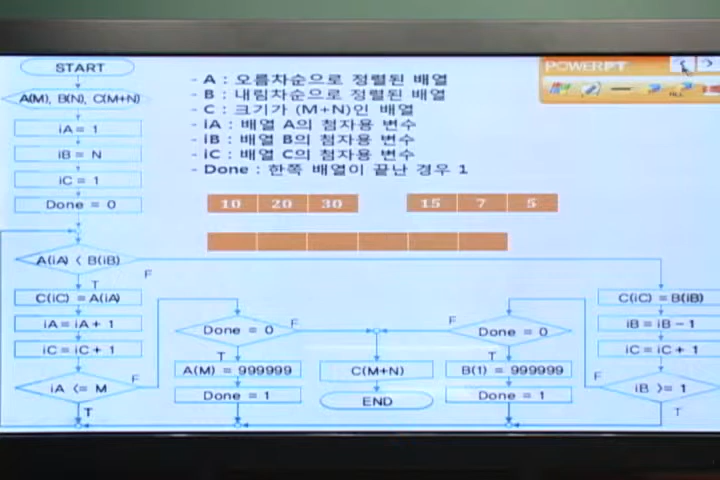 START
A(M), B(N), C(M+N)
iA = 1
iB = N
iC = 1
Done = 0
- A : 오름차순으로 정렬된 배열
- B : 내림차순으로 정렬된 배열
- C : 크기가 (M+N)인 배열
- iA : 배열 A의 첨자용 변수
- iB : 배열 B의 첨자용 변수
- iC : 배열 C의 첨자용 변수
- Done : 한쪽 배열이 끝난 경우 1
POWERPT
ALL
10 20 30
15 7 5
A(iA) < B(iB)
F
T
C(iC) = A(iA)
iA = iA + 1
iC = iC + 1
iA <= M
F
T
Done = 0
F
T
A(M) = 999999
Done = 1
C(M+N)
END
Done = 0
F
T
B(1) = 999999
Done = 1
C(iC) = B(iB)
iB = iB - 1
iC = iC + 1
iB >= 1
F
T